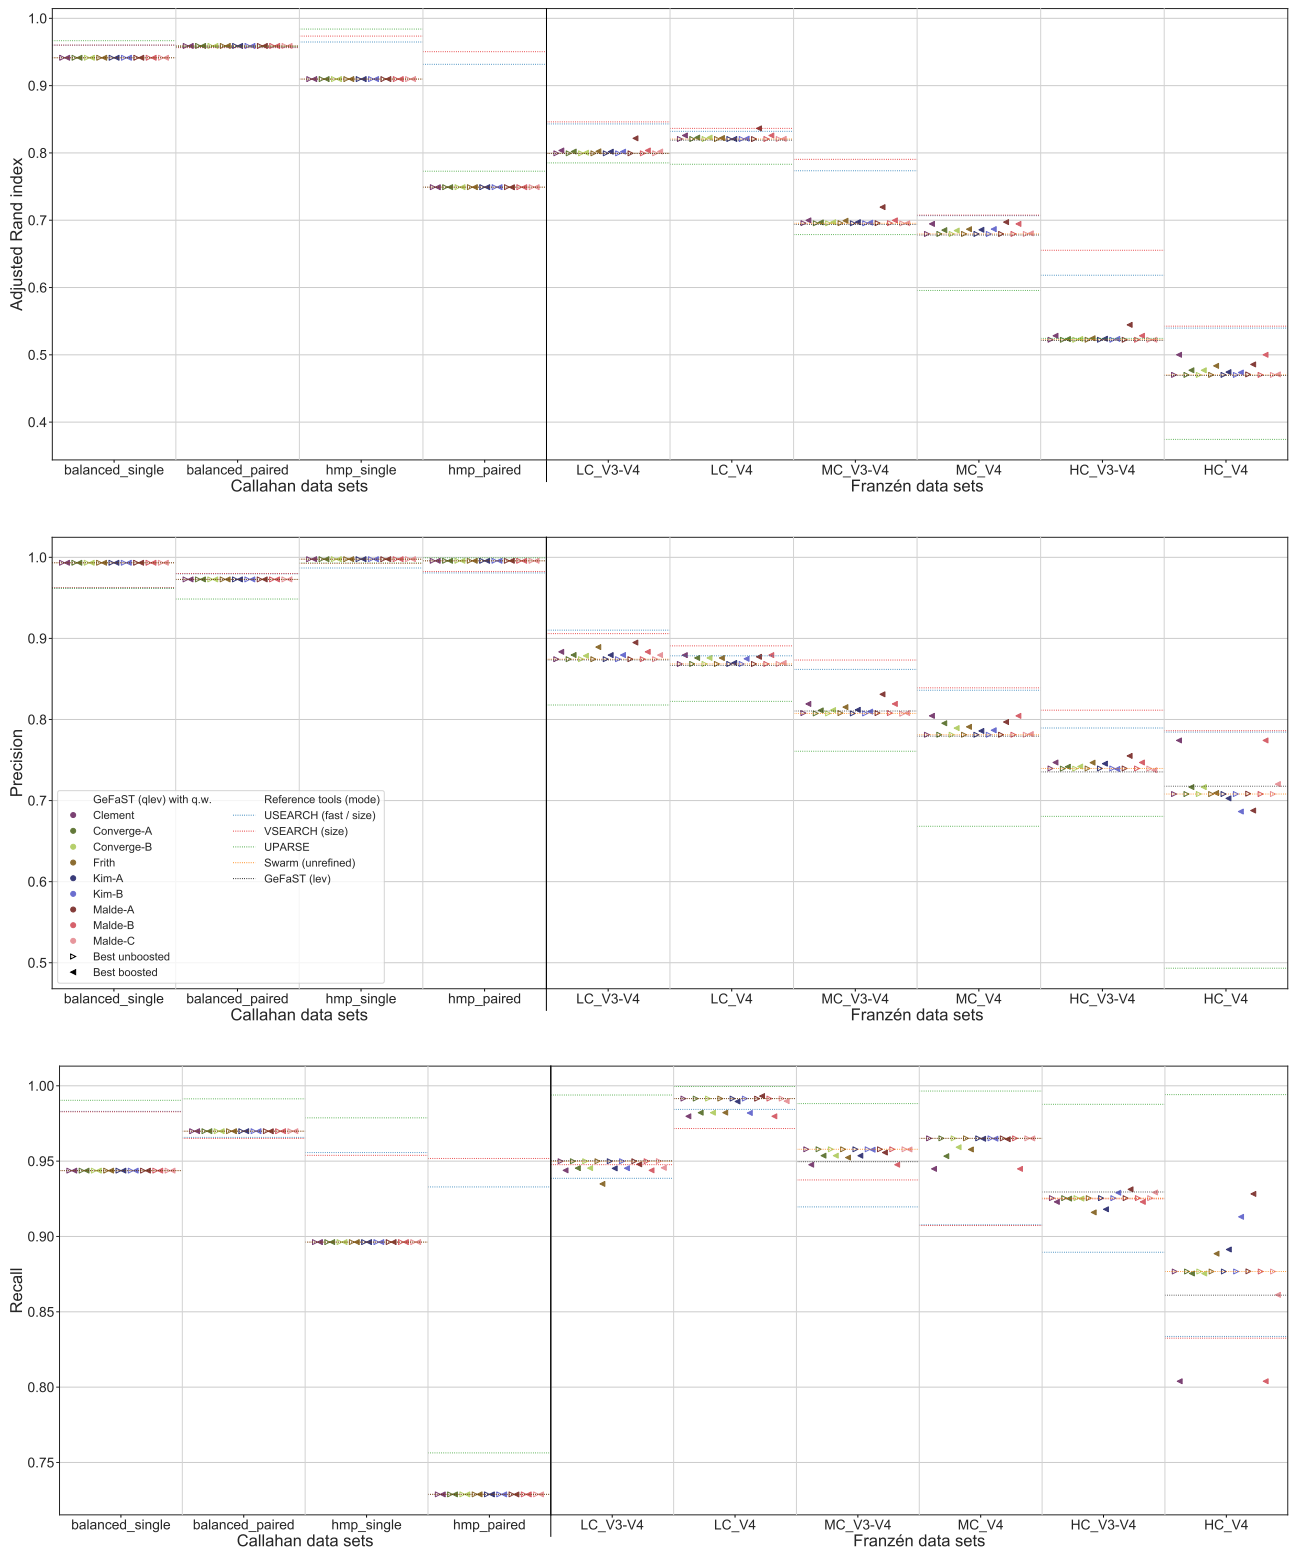 1.0
0.9
0.8
0.7
0.6
0.5
0.4
Adjusted Rand index
balanced_single balanced_paired hmp_single hmp_paired LC_V3-V4 LC_V4 MC_V3-V4 MC_V4 HC_V3-V4 HC_V4
Callahan data sets Franzén data sets
1.0
0.9
0.8
0.7
0.6
0.5
Precision
GeFaST (qlev) with q.w. Reference tools (mode)
Clement USEARCH (fast / size)
Converge-A VSEARCH (size)
Converge-B UPARSE
Frith Swarm (unrefined)
Kim-A GeFaST (lev)
Kim-B
Malde-A
Malde-B
Malde-C
Best unboosted
Best boosted
balanced_single balanced_paired hmp_single hmp_paired LC_V3-V4 LC_V4 MC_V3-V4 MC_V4 HC_V3-V4 HC_V4
Callahan data sets Franzén data sets
1.00
0.95
0.90
0.85
0.80
0.75
Recall
balanced_single balanced_paired hmp_single hmp_paired LC_V3-V4 LC_V4 MC_V3-V4 MC_V4 HC_V3-V4 HC_V4
Callahan data sets Franzén data sets